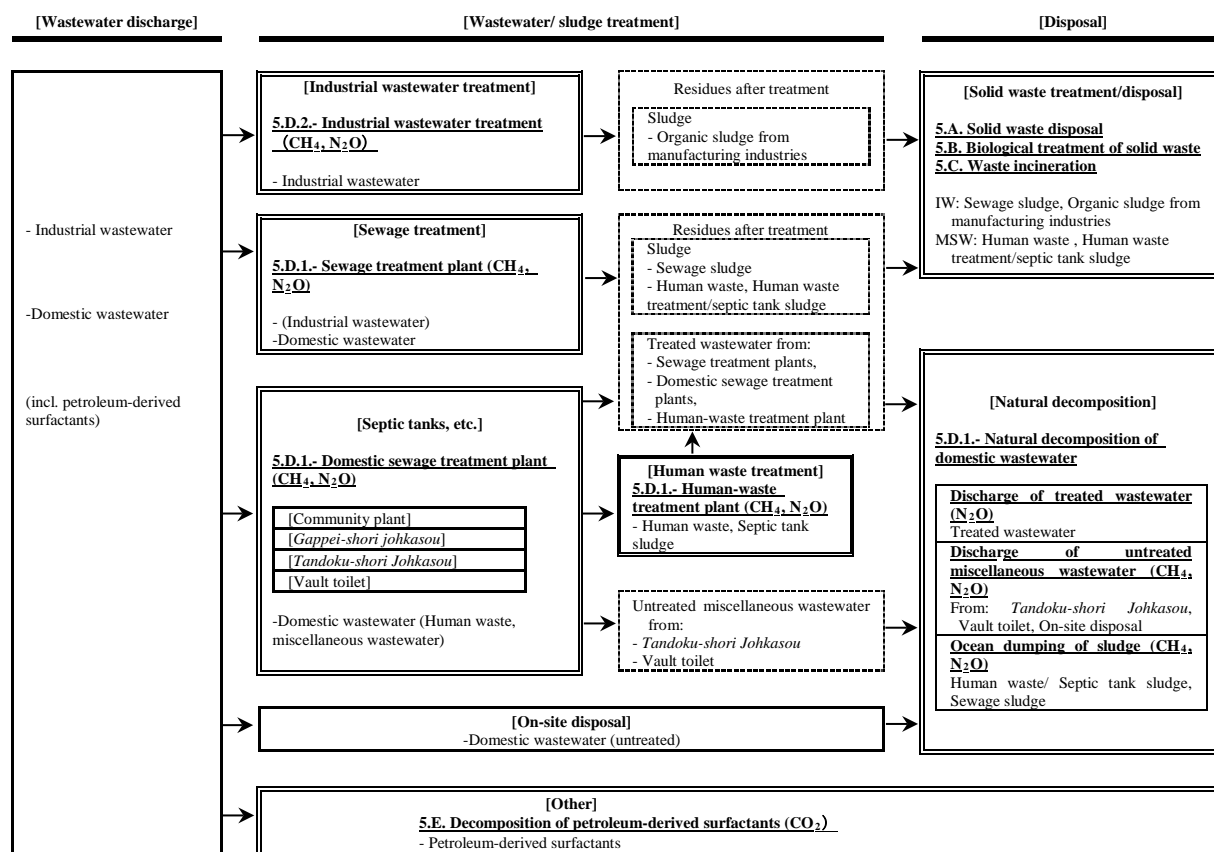 [Wastewater discharge]
[Wastewater/ sludge treatment]
[Disposal]
- Industrial wastewater
-Domestic wastewater
(incl. petroleum-derived
surfactants)
[Industrial wastewater treatment]
5.D.2.- Industrial wastewater treatment
（CH₄, N₂O）
- Industrial wastewater
Residues after treatment
Sludge
- Organic sludge from
manufacturing industries
[Solid waste treatment/disposal]
5.A. Solid waste disposal
5.B. Biological treatment of solid waste
5.C. Waste incineration
IW: Sewage sludge, Organic sludge from
manufacturing industries
MSW: Human waste , Human waste
treatment/septic tank sludge
[Sewage treatment]
5.D.1.- Sewage treatment plant (CH₄,
N₂O)
- (Industrial wastewater)
-Domestic wastewater
Residues after treatment
Sludge
- Sewage sludge
- Human waste, Human waste
treatment/septic tank sludge
Treated wastewater from:
- Sewage treatment plants,
- Domestic sewage treatment
plants,
- Human-waste treatment plant
[Septic tanks, etc.]
5.D.1.- Domestic sewage treatment plant
(CH₄, N₂O)
[Community plant]
[Gappei-shori johkasou]
[Tandoku-shori Johkasou]
[Vault toilet]
-Domestic wastewater (Human waste,
miscellaneous wastewater)
[Human waste treatment]
5.D.1.- Human-waste
treatment plant (CH₄, N₂O)
- Human waste, Septic tank
sludge
Untreated miscellaneous wastewater
from:
- Tandoku-shori Johkasou
- Vault toilet
[Natural decomposition]
5.D.1.- Natural decomposition of
domestic wastewater
Discharge of treated wastewater
(N₂O)
Treated wastewater
Discharge of untreated
miscellaneous wastewater (CH₄,
N₂O)
From: Tandoku-shori Johkasou,
Vault toilet, On-site disposal
Ocean dumping of sludge (CH₄,
N₂O)
Human waste/ Septic tank sludge,
Sewage sludge
[On-site disposal]
-Domestic wastewater (untreated)
[Other]
5.E. Decomposition of petroleum-derived surfactants (CO₂）
- Petroleum-derived surfactants